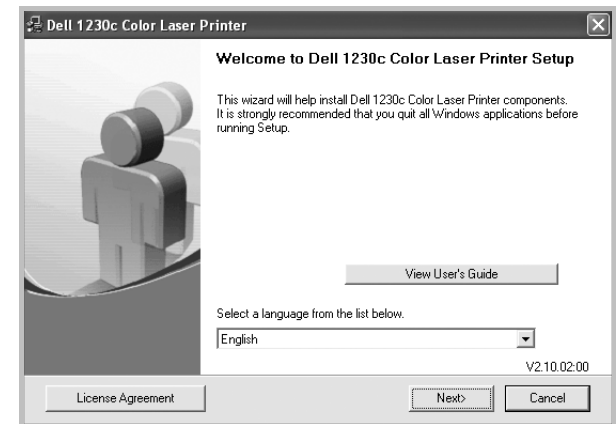 Dell 1230c Color Laser Printer
Welcome to Dell 1230c Color Laser Printer Setup
This wizard will help install Dell 1230c Color Laser Printer components.
It is strongly recommended that you quit all Windows applications before
running Setup.
View User's Guide
Select a language from the list below.
English
V2.10.02:00
License Agreement
Next>
Cancel